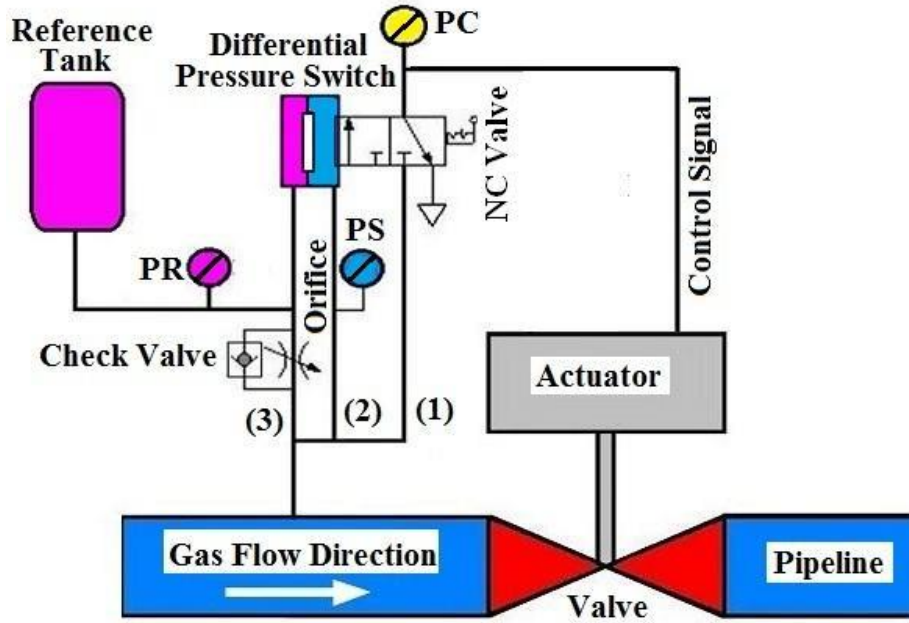 Reference
Tank
Differential
Pressure Switch
PC
NC Valve
Control Signal
PR
Orifice
PS
Check Valve
(3)
(2)
(1)
Actuator
Gas Flow Direction
Valve
Pipeline